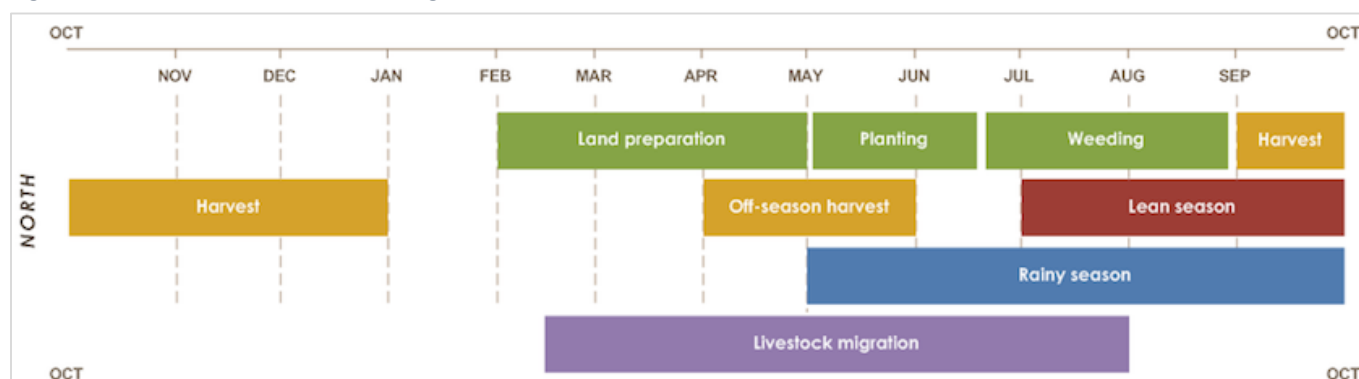 OCT OCT
NOV DEC JAN FEB MAR APR MAY JUN JUL AUG SEP
Land preparation Planting Weeding Harvest
NORTH
Harvest Off-season harvest Lean season
Rainy season
Livestock migration
OCT OCT